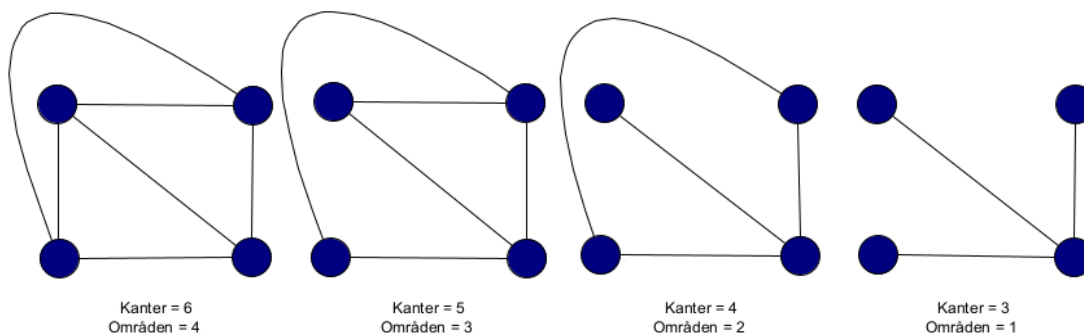 Kanter = 6
Områden = 4
Kanter = 5
Områden = 3
Kanter = 4
Områden = 2
Kanter = 3
Områden = 1